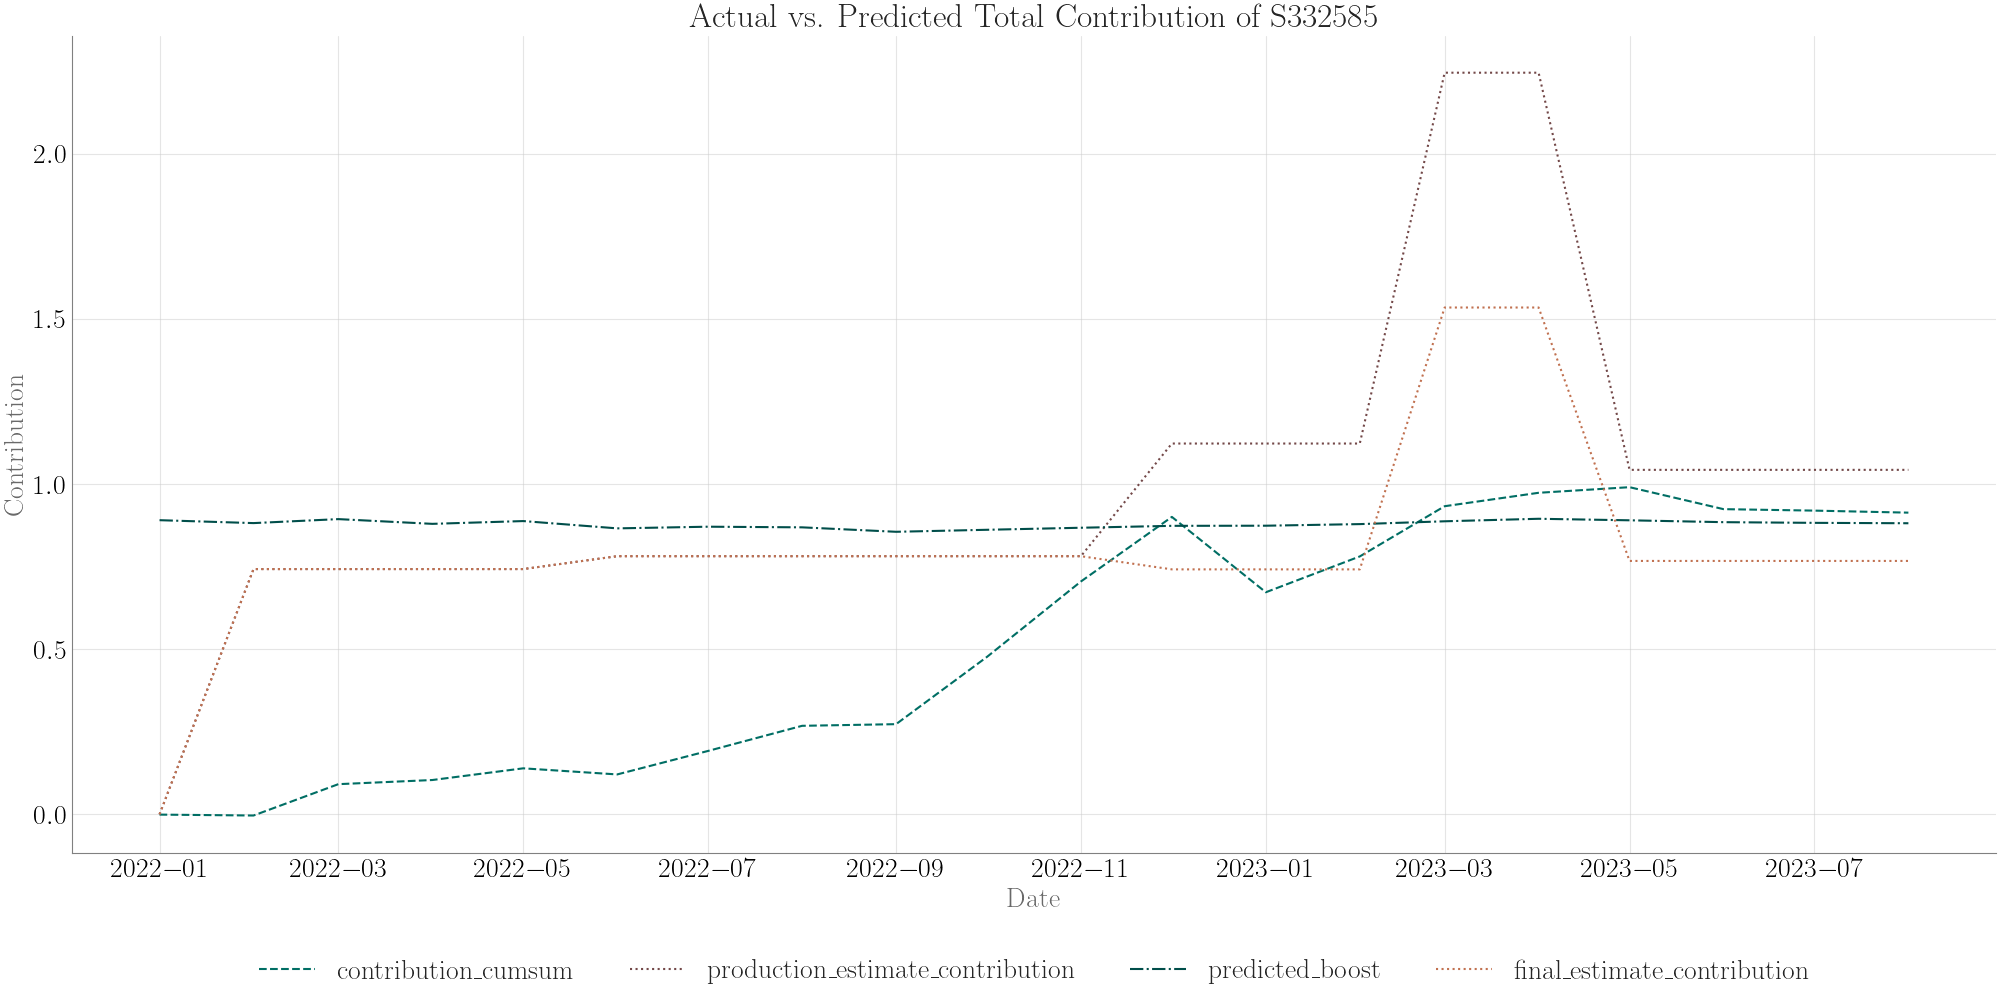 Actual vs. Predicted Total Contribution of S332585
Contribution
2.0
1.5
1.0
0.5
0.0
2022−01 2022−03 2022−05 2022−07 2022−09 2022−11 2023−01 2023−03 2023−05 2023−07
Date
contribution_cumsum production_estimate_contribution predicted_boost final_estimate_contribution